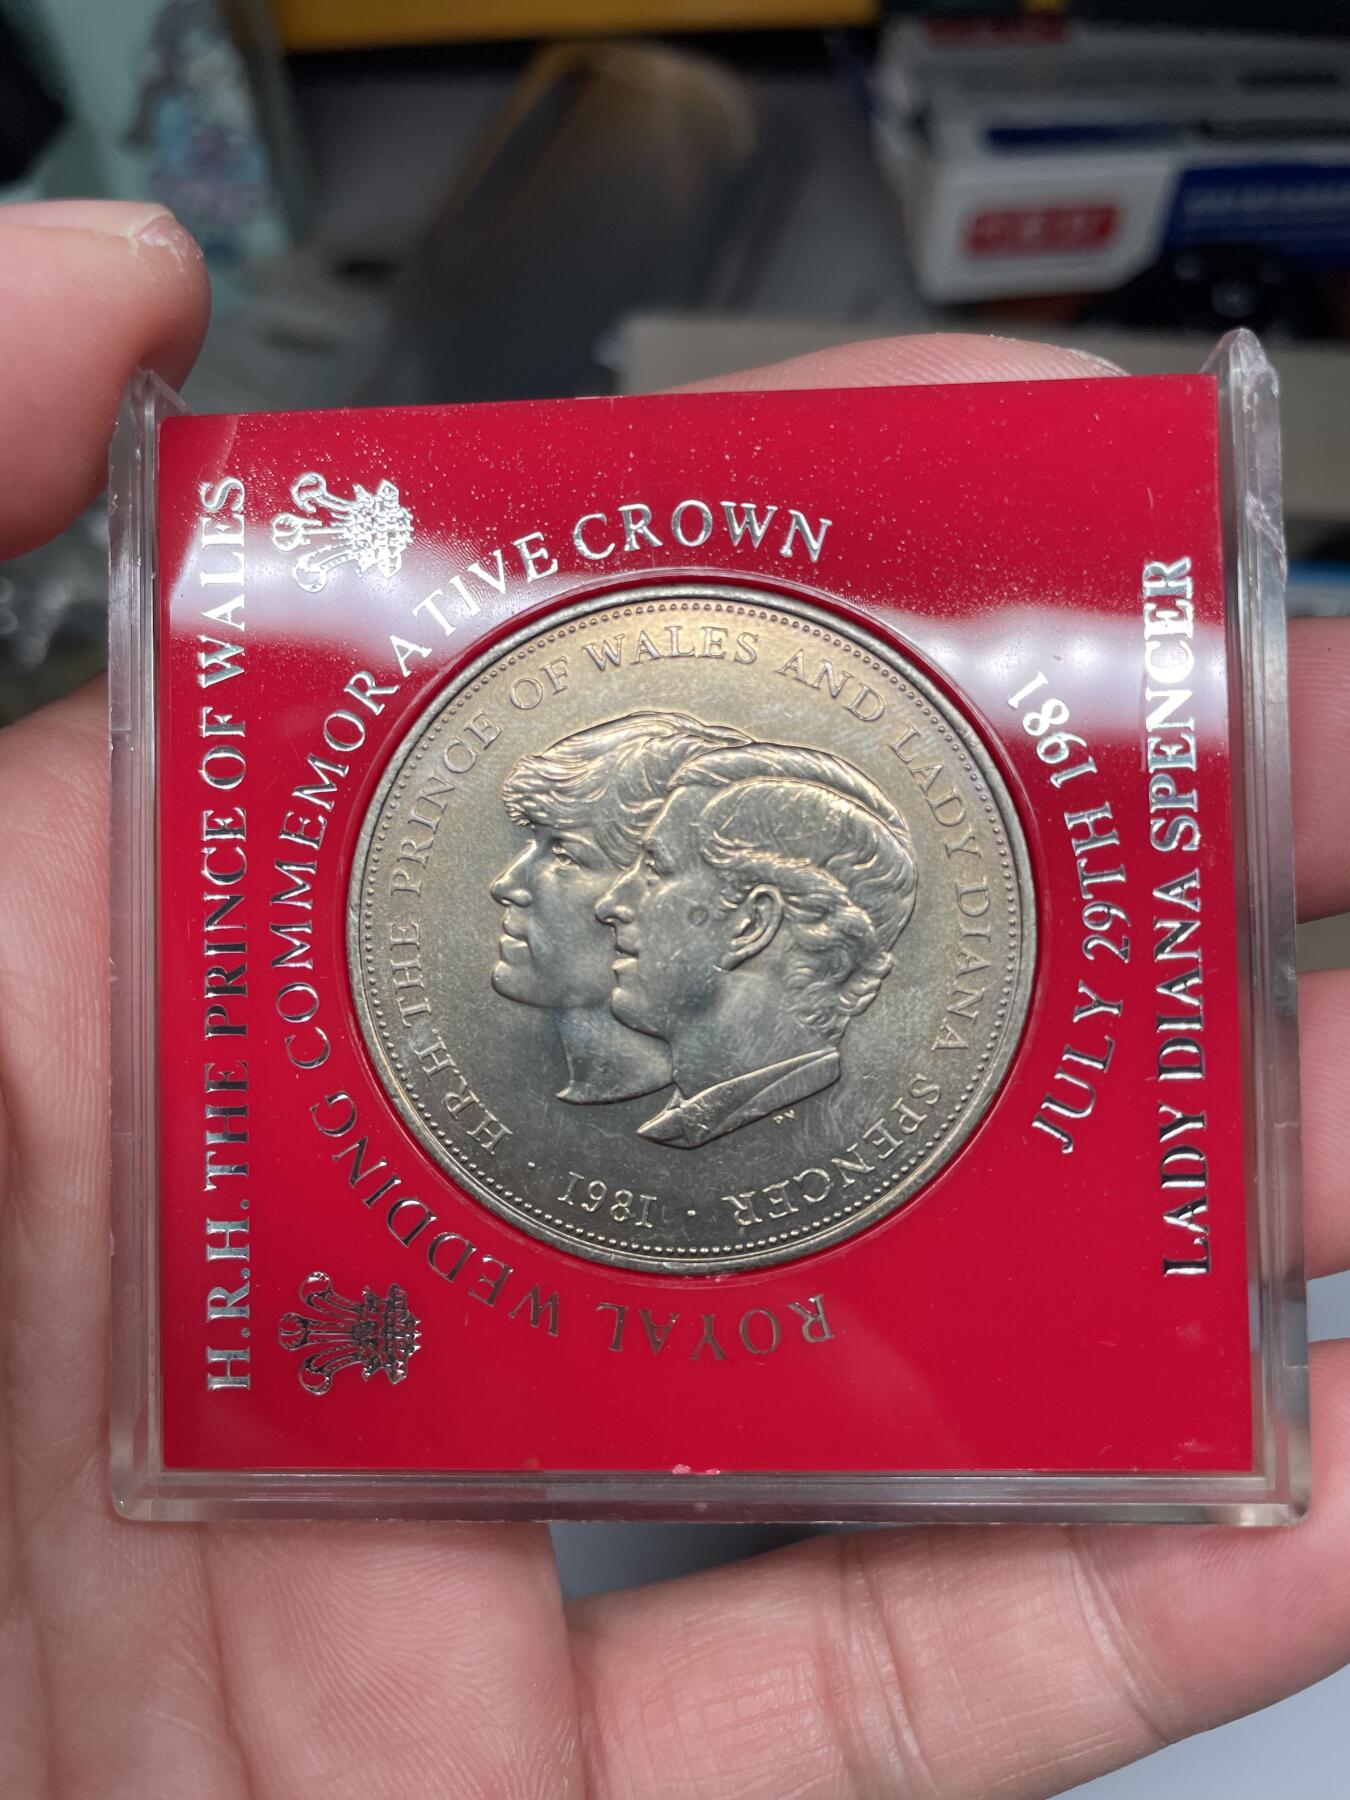 H.R.H. THE PRINCE OF WALES
ROYAL WEDDING COMMEMORATIVE CROWN
H.R.H. THE PRINCE OF WALES AND LADY DIANA SPENCER · 1981 ·
PN
JULY 29TH 1981
LADY DIANA SPENCER